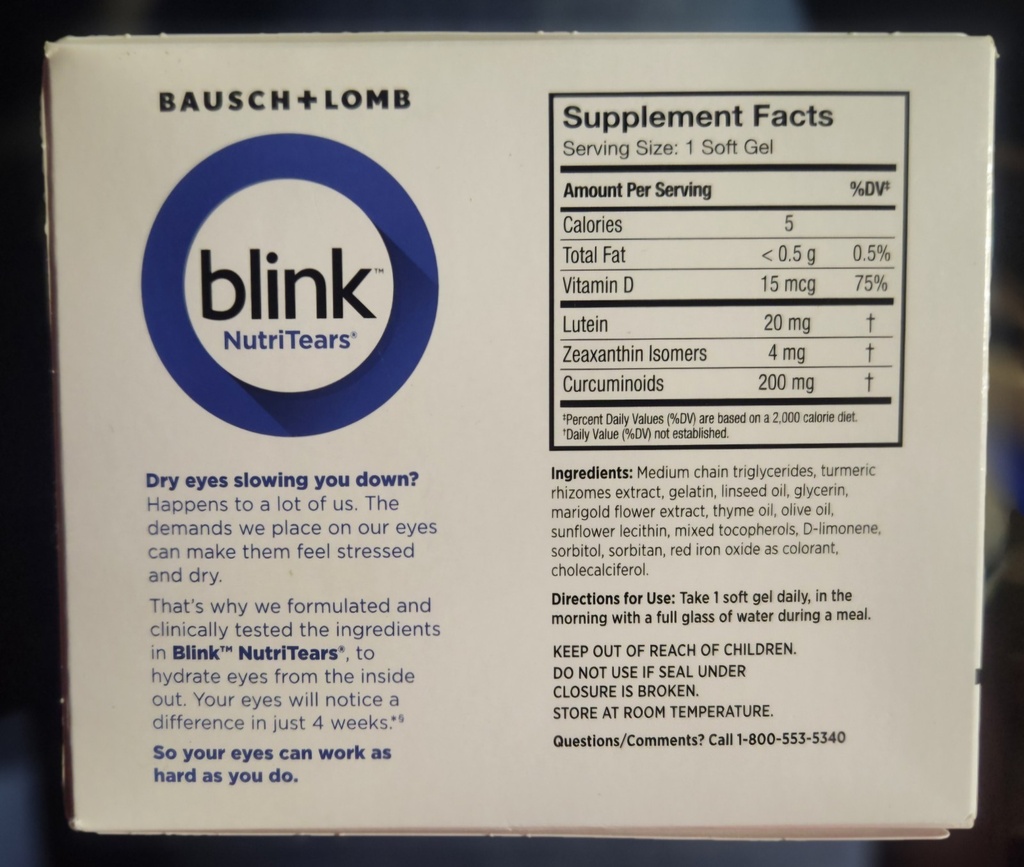 BAUSCH+LOMB
blink™
NutriTears®
Dry eyes slowing you down?
Happens to a lot of us. The
demands we place on our eyes
can make them feel stressed
and dry.
That's why we formulated and
clinically tested the ingredients
in Blink™ NutriTears®, to
hydrate eyes from the inside
out. Your eyes will notice a
difference in just 4 weeks.*§
So your eyes can work as
hard as you do.
Supplement Facts
Serving Size: 1 Soft Gel
Amount Per Serving %DV‡
Calories 5
Total Fat < 0.5 g 0.5%
Vitamin D 15 mcg 75%
Lutein 20 mg †
Zeaxanthin Isomers 4 mg †
Curcuminoids 200 mg †
‡Percent Daily Values (%DV) are based on a 2,000 calorie diet.
†Daily Value (%DV) not established.
Ingredients: Medium chain triglycerides, turmeric
rhizomes extract, gelatin, linseed oil, glycerin,
marigold flower extract, thyme oil, olive oil,
sunflower lecithin, mixed tocopherols, D-limonene,
sorbitol, sorbitan, red iron oxide as colorant,
cholecalciferol.
Directions for Use: Take 1 soft gel daily, in the
morning with a full glass of water during a meal.
KEEP OUT OF REACH OF CHILDREN.
DO NOT USE IF SEAL UNDER
CLOSURE IS BROKEN.
STORE AT ROOM TEMPERATURE.
Questions/Comments? Call 1-800-553-5340